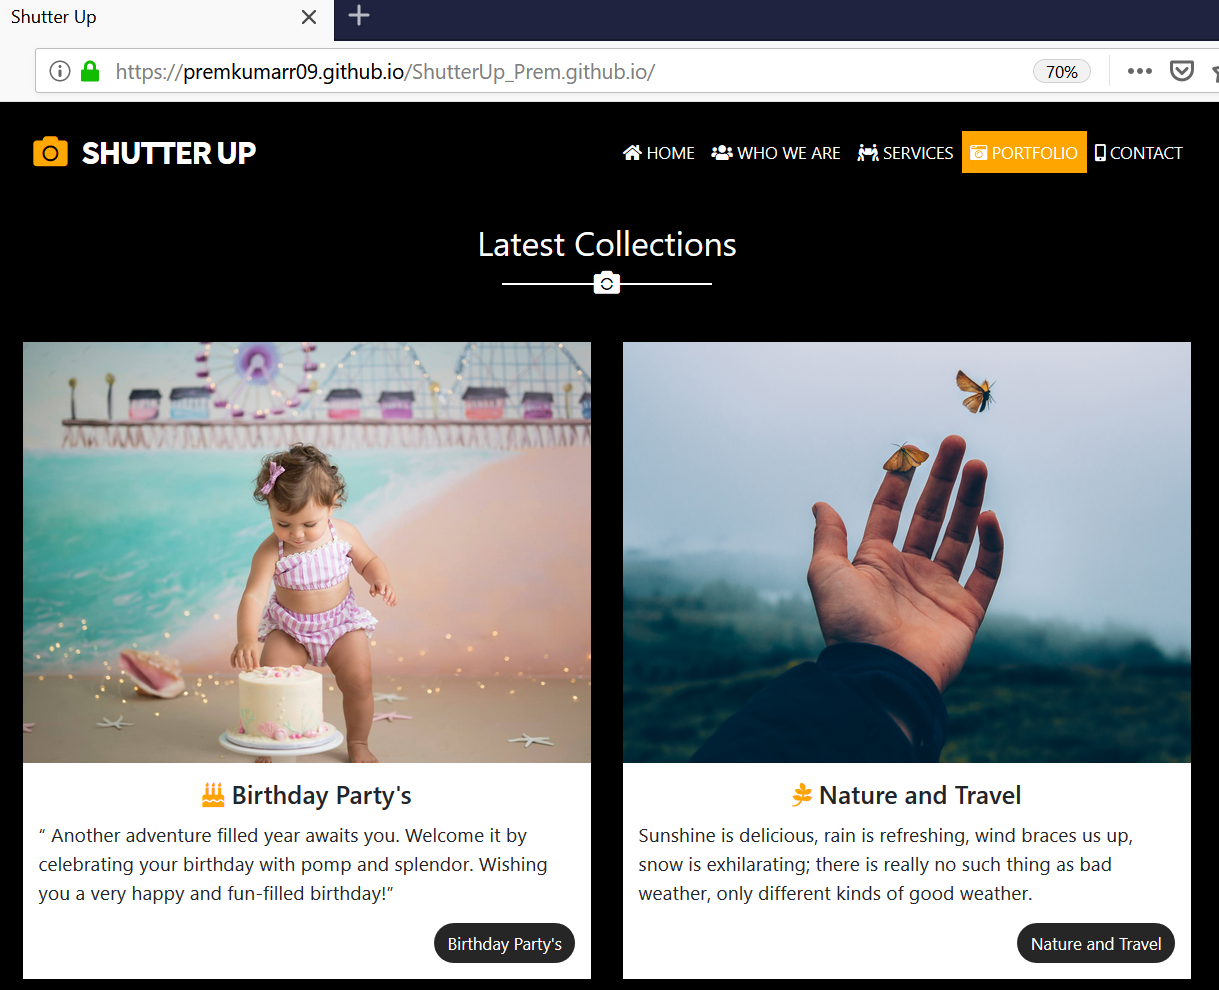 Shutter Up
https://premkumarr09.github.io/ShutterUp_Prem.github.io/
70%
SHUTTER UP
HOME WHO WE ARE SERVICES PORTFOLIO CONTACT
Latest Collections
Birthday Party's
“ Another adventure filled year awaits you. Welcome it by
celebrating your birthday with pomp and splendor. Wishing
you a very happy and fun-filled birthday!”
Birthday Party's
Nature and Travel
Sunshine is delicious, rain is refreshing, wind braces us up,
snow is exhilarating; there is really no such thing as bad
weather, only different kinds of good weather.
Nature and Travel